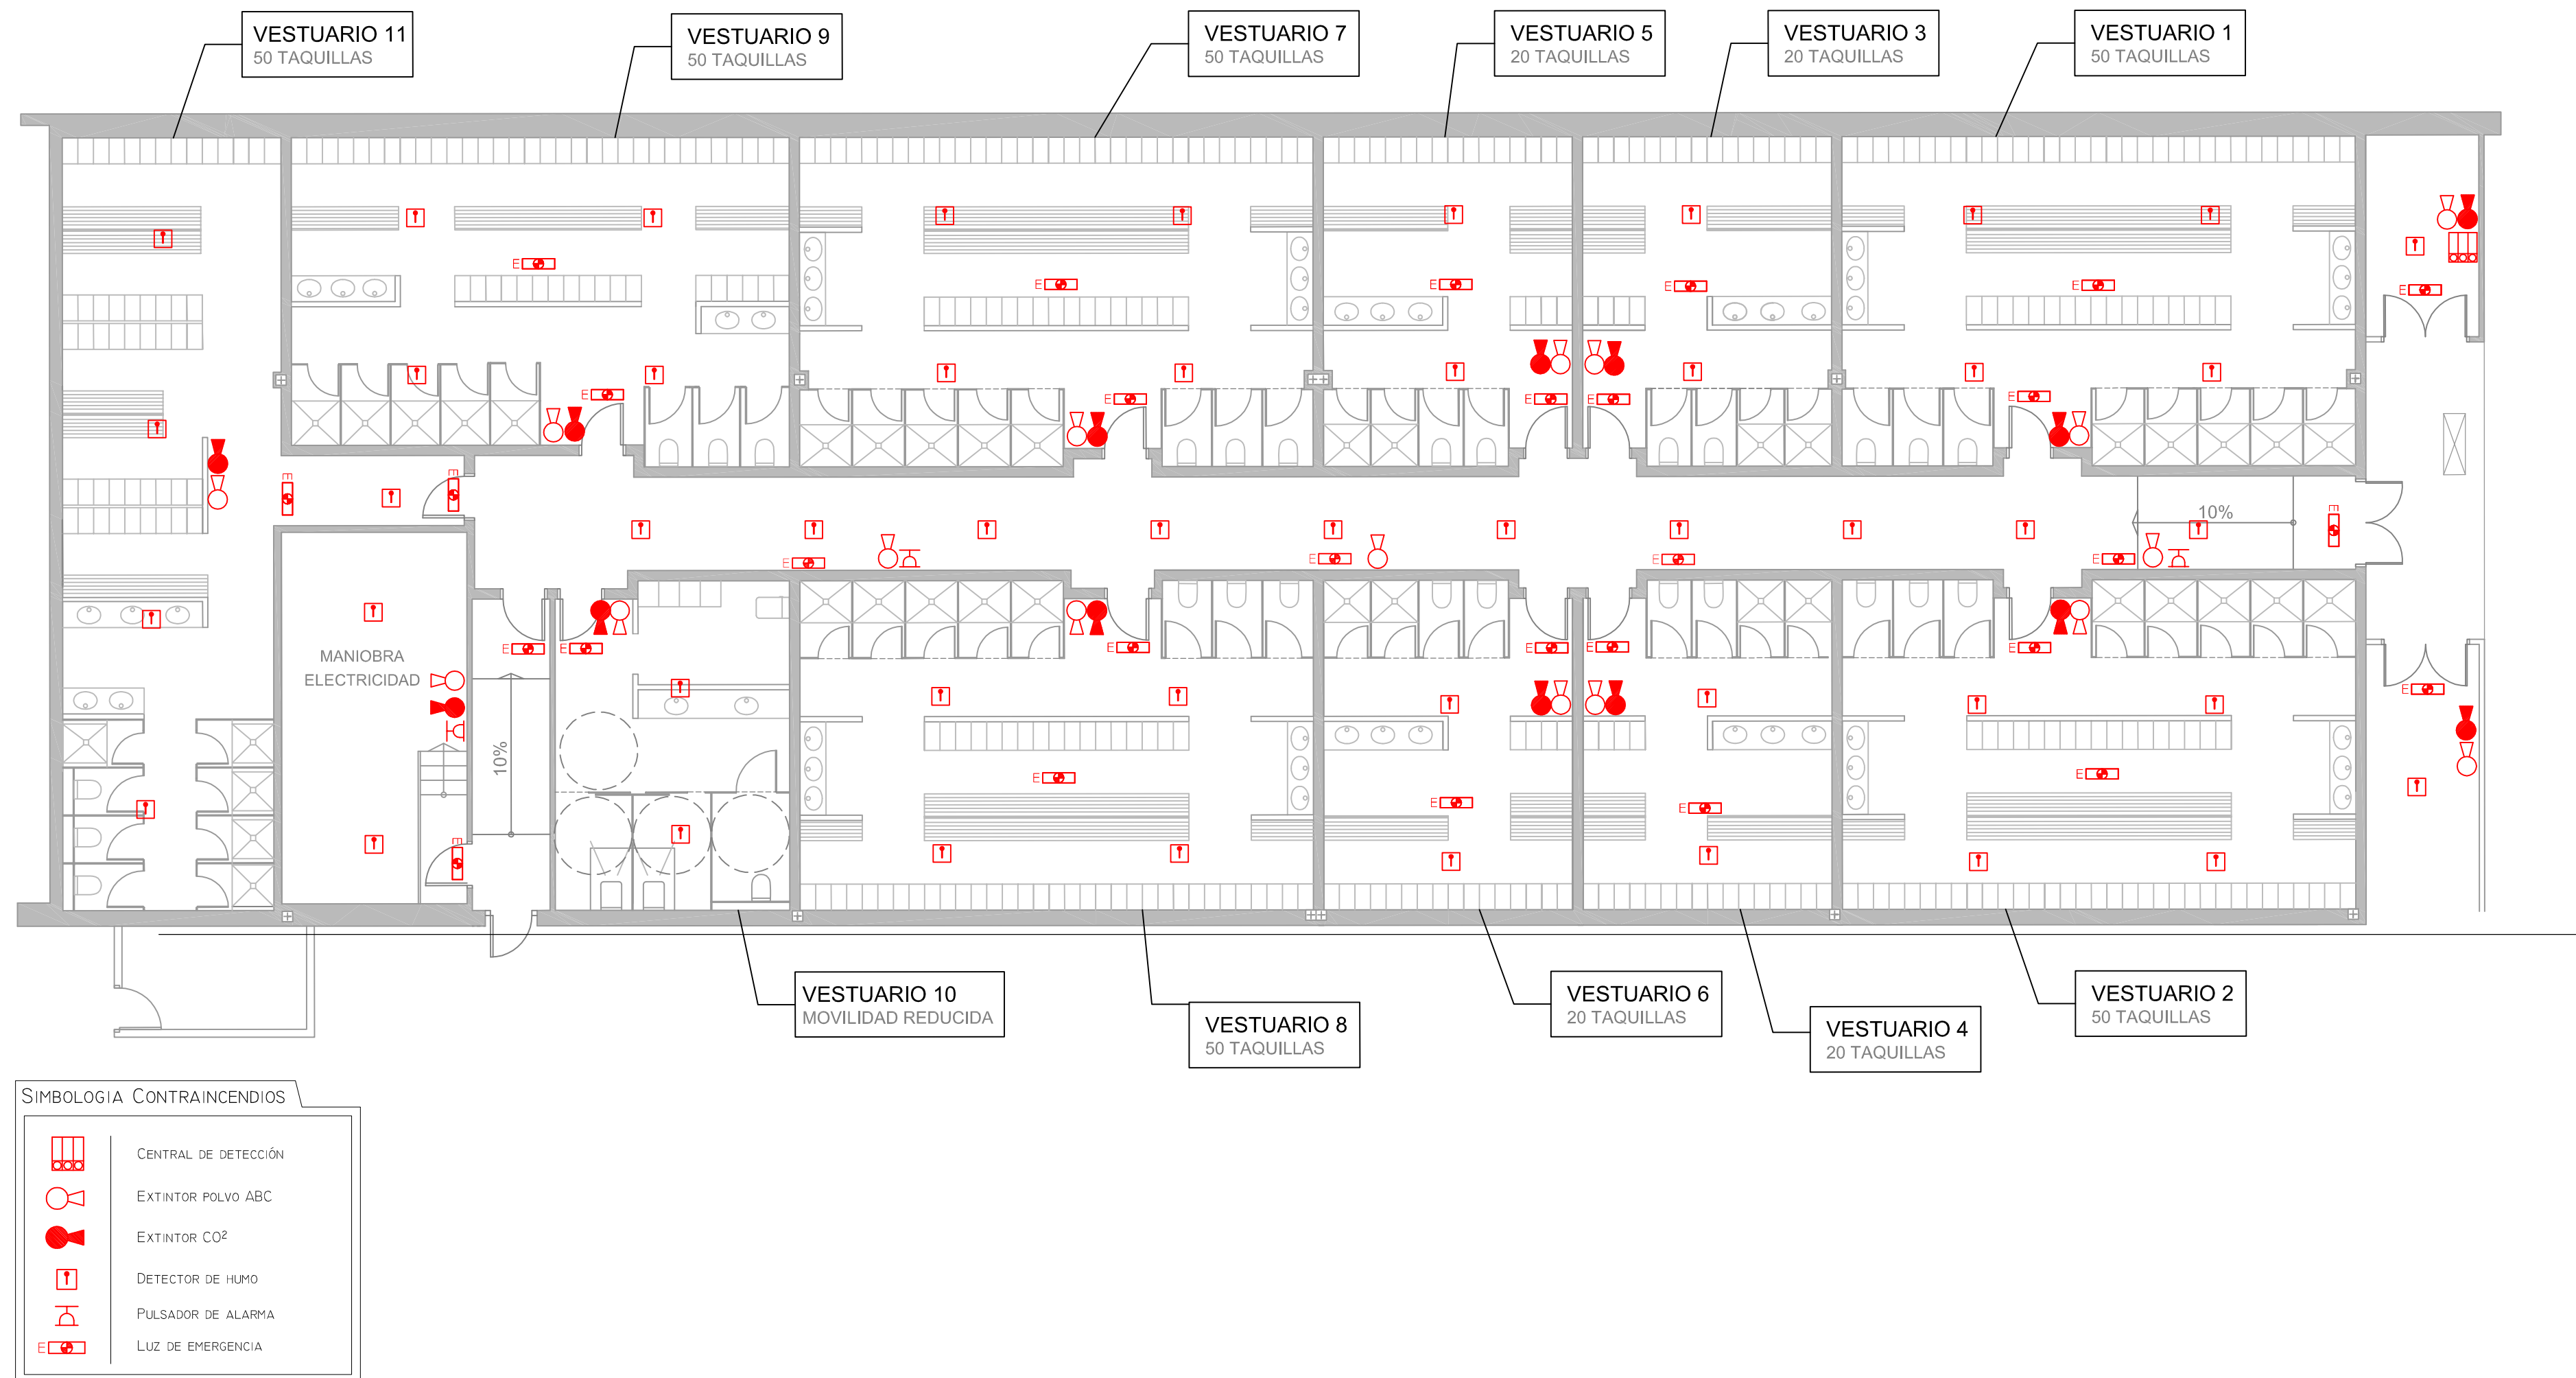 VESTUARIO 11
50 TAQUILLAS
VESTUARIO 9
50 TAQUILLAS
VESTUARIO 7
50 TAQUILLAS
VESTUARIO 5
20 TAQUILLAS
VESTUARIO 3
20 TAQUILLAS
VESTUARIO 1
50 TAQUILLAS
E
E
E
E
E
E
E
E
E
E
E
E
E
E
10%
E
E
E
E
E
MANIOBRA
ELECTRICIDAD
E
E
E
E
E
E
E
10%
E
E
E
E
E
E
VESTUARIO 10
MOVILIDAD REDUCIDA
VESTUARIO 8
50 TAQUILLAS
VESTUARIO 6
20 TAQUILLAS
VESTUARIO 4
20 TAQUILLAS
VESTUARIO 2
50 TAQUILLAS
SIMBOLOGIA CONTRAINCENDIOS
CENTRAL DE DETECCIÓN
EXTINTOR POLVO ABC
EXTINTOR CO²
DETECTOR DE HUMO
PULSADOR DE ALARMA
E LUZ DE EMERGENCIA